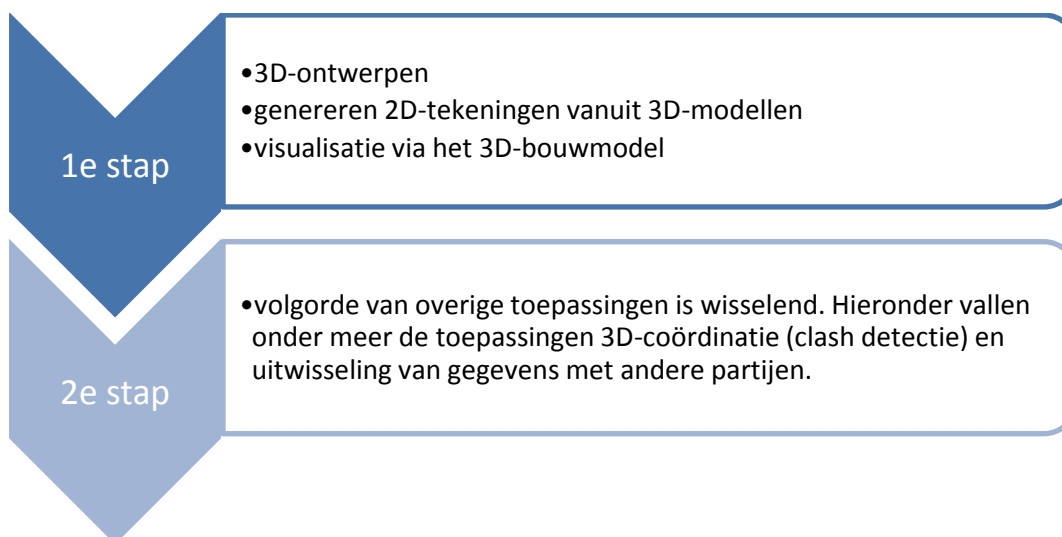 1e stap
•3D-ontwerpen
•genereren 2D-tekeningen vanuit 3D-modellen
•visualisatie via het 3D-bouwmodel
2e stap
•volgorde van overige toepassingen is wisselend. Hieronder vallen
onder meer de toepassingen 3D-coördinatie (clash detectie) en
uitwisseling van gegevens met andere partijen.